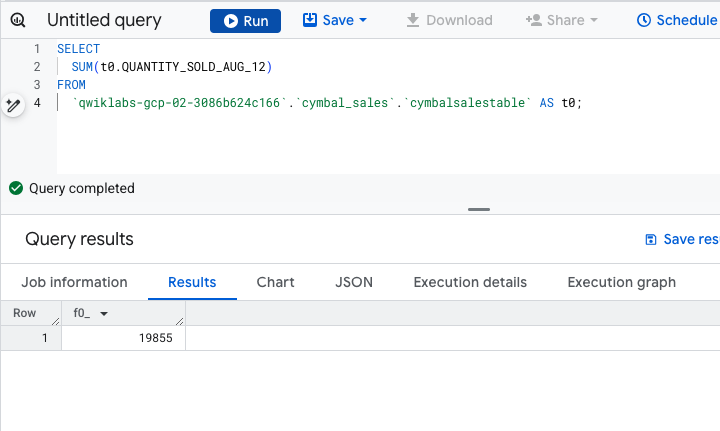 Untitled query Run Save Download Share Schedule
1 SELECT
2 SUM(t0.QUANTITY_SOLD_AUG_12)
3 FROM
4 `qwiklabs-gcp-02-3086b624c166`.`cymbal_sales`.`cymbalsalestable` AS t0;
Query completed
Query results Save res
Job information Results Chart JSON Execution details Execution graph
Row f0_
1 19855